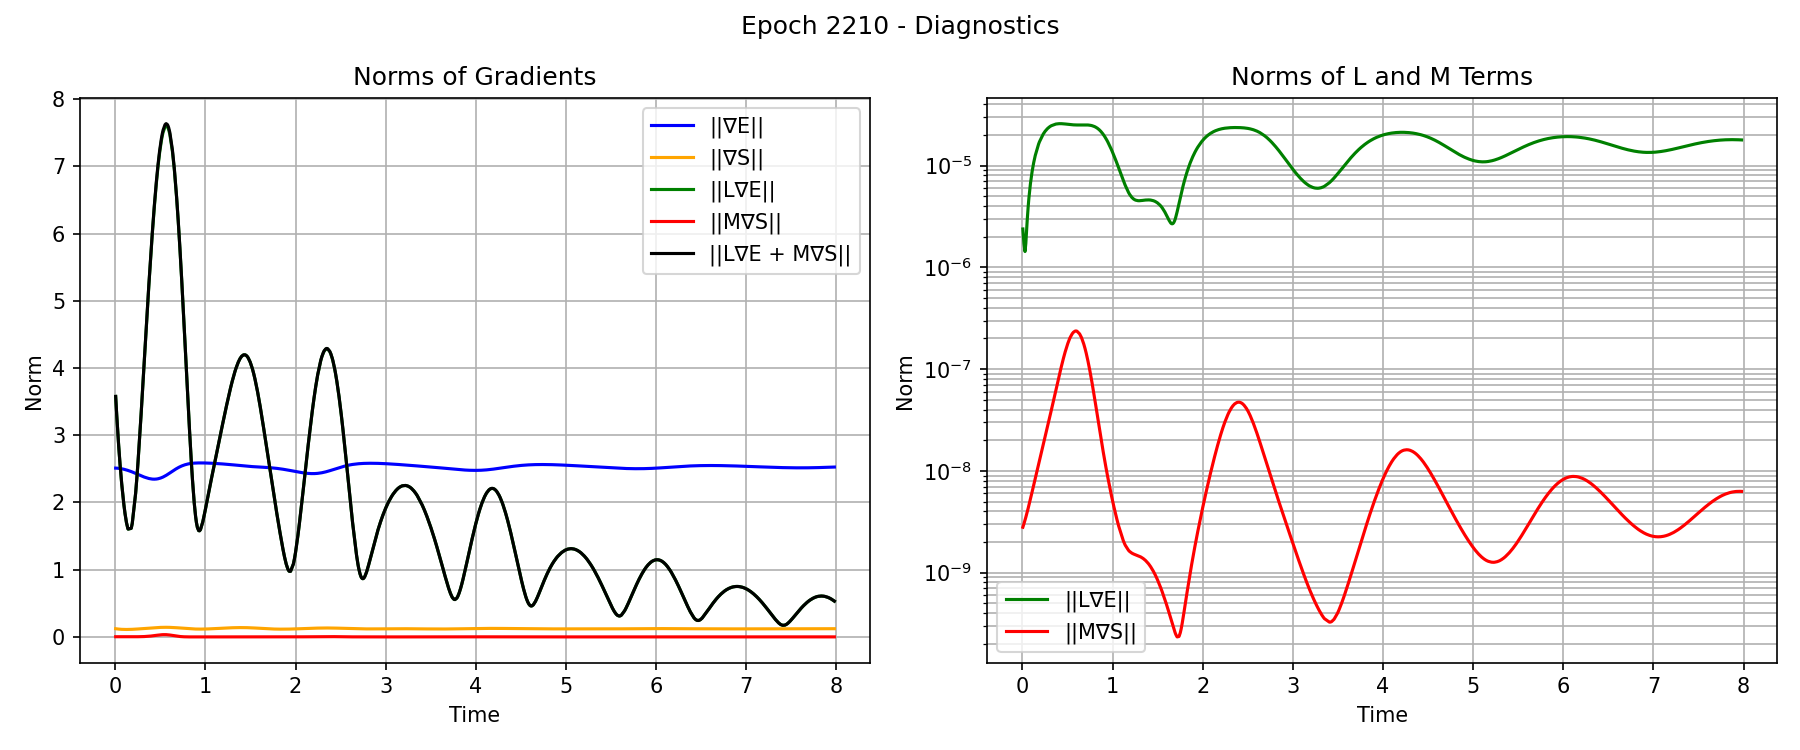 Epoch 2210 - Diagnostics
Norms of Gradients
Norm
8
7
6
5
4
3
2
1
0
||∇E||
||∇S||
||L∇E||
||M∇S||
||L∇E + M∇S||
0 1 2 3 4 5 6 7 8
Time
Norms of L and M Terms
Norm
10⁻⁵
10⁻⁶
10⁻⁷
10⁻⁸
10⁻⁹
||L∇E||
||M∇S||
0 1 2 3 4 5 6 7 8
Time